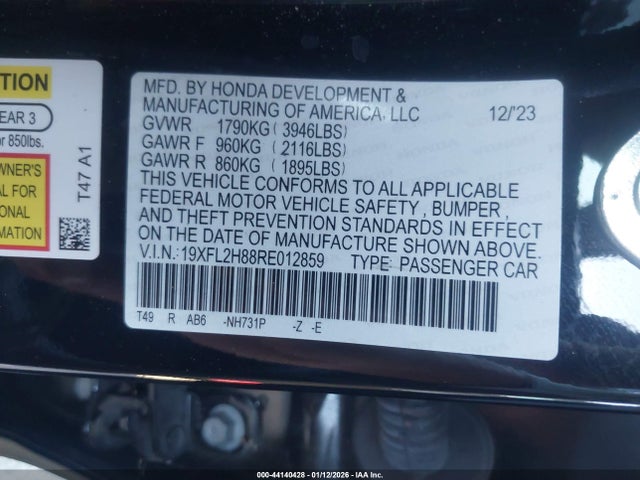 TION
EAR 3
r 850lbs.
WNER'S
AL FOR
ONAL
MATION
T47 A1
MFD. BY HONDA DEVELOPMENT &
MANUFACTURING OF AMERICA, LLC 12/'23
GVWR 1790KG (3946LBS)
GAWR F 960KG (2116LBS)
GAWR R 860KG (1895LBS)
THIS VEHICLE CONFORMS TO ALL APPLICABLE
FEDERAL MOTOR VEHICLE SAFETY, BUMPER,
AND THEFT PREVENTION STANDARDS IN EFFECT
ON THE DATE OF MANUFACTURE SHOWN ABOVE.
V.I.N.:19XFL2H88RE012859 TYPE: PASSENGER CAR
T49 R AB6 -NH731P -Z -E
000-44140428 - 01/12/2026 - IAA Inc.